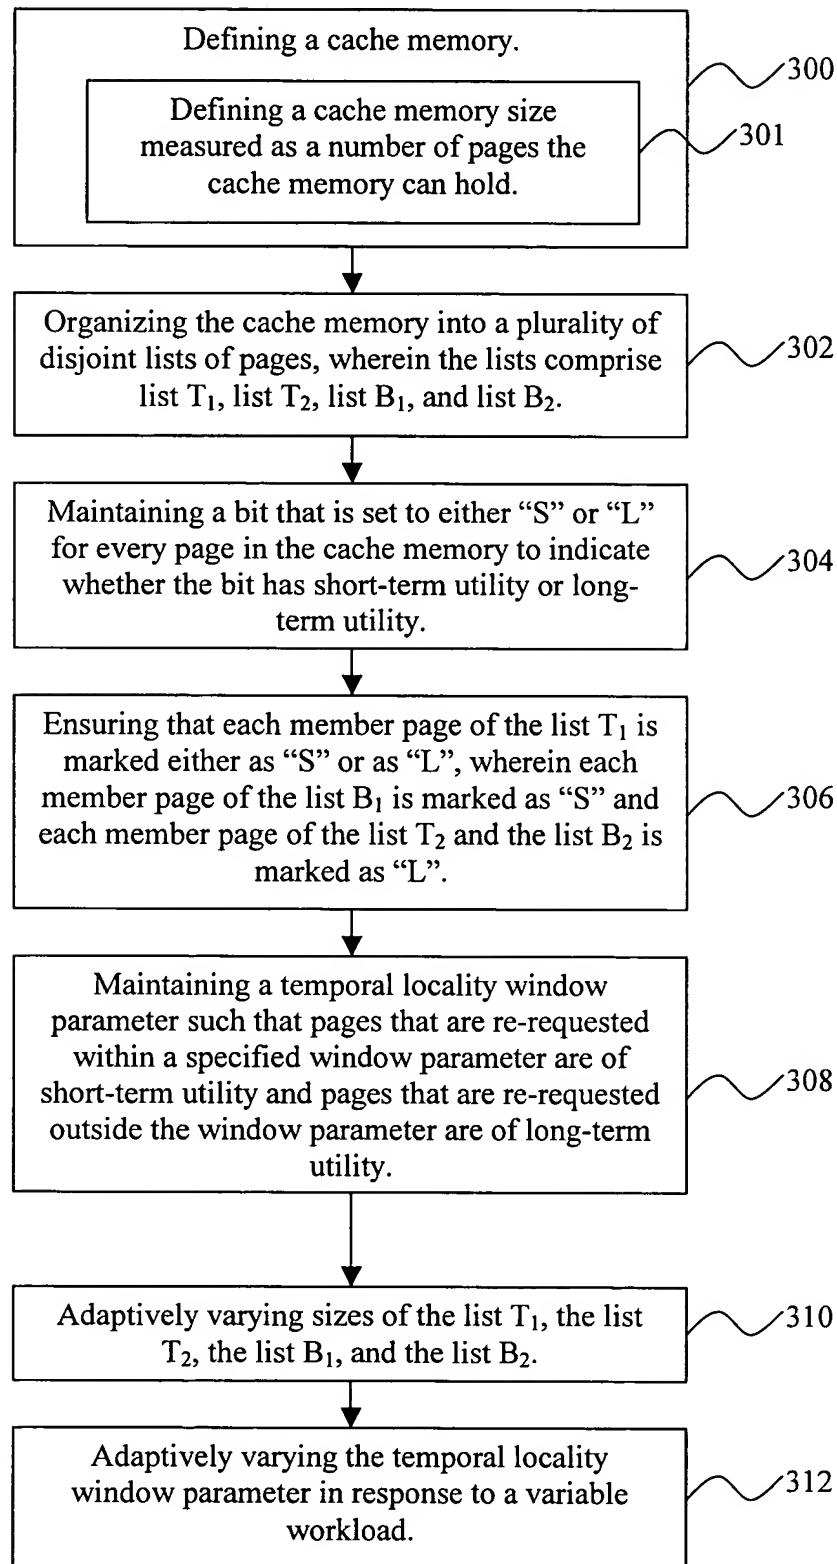 Defining a cache memory.
300
Defining a cache memory size
measured as a number of pages the
cache memory can hold.
301
Organizing the cache memory into a plurality of
disjoint lists of pages, wherein the lists comprise
list T₁, list T₂, list B₁, and list B₂.
302
Maintaining a bit that is set to either “S” or “L”
for every page in the cache memory to indicate
whether the bit has short-term utility or long-
term utility.
304
Ensuring that each member page of the list T₁ is
marked either as “S” or as “L”, wherein each
member page of the list B₁ is marked as “S” and
each member page of the list T₂ and the list B₂ is
marked as “L”.
306
Maintaining a temporal locality window
parameter such that pages that are re-requested
within a specified window parameter are of
short-term utility and pages that are re-requested
outside the window parameter are of long-term
utility.
308
Adaptively varying sizes of the list T₁, the list
T₂, the list B₁, and the list B₂.
310
Adaptively varying the temporal locality
window parameter in response to a variable
workload.
312